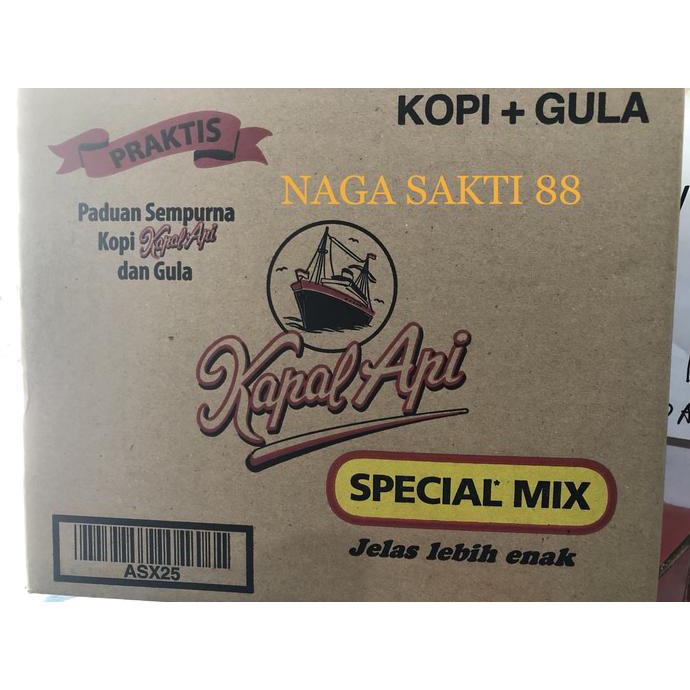 KOPI + GULA
PRAKTIS
NAGA SAKTI 88
Paduan Sempurna
Kopi Kapal Api
dan Gula
Kapal Api
SPECIAL* MIX
Jelas lebih enak
ASX25